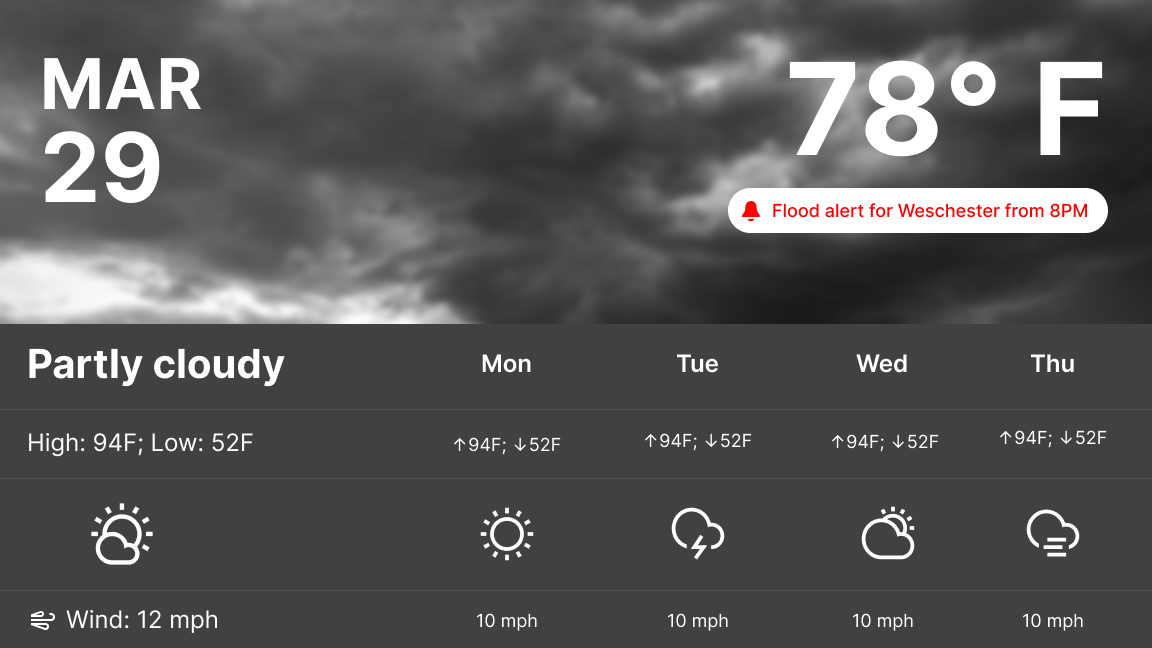 MAR
29
78° F
Flood alert for Weschester from 8PM
Partly cloudy
Mon
Tue
Wed
Thu
High: 94F; Low: 52F
↑94F; ↓52F
↑94F; ↓52F
↑94F; ↓52F
↑94F; ↓52F
Wind: 12 mph
10 mph
10 mph
10 mph
10 mph